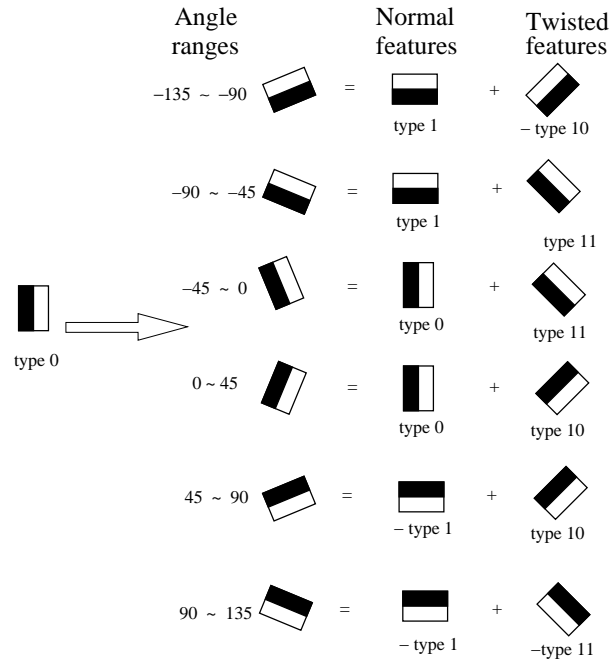 Angle ranges Normal features Twisted features
−135 ~ −90 = +
type 1 − type 10
−90 ~ −45 = +
type 1 type 11
−45 ~ 0 = +
type 0 type 0 type 11
0 ~ 45 = +
type 0 type 10
45 ~ 90 = +
− type 1 type 10
90 ~ 135 = +
− type 1 −type 11